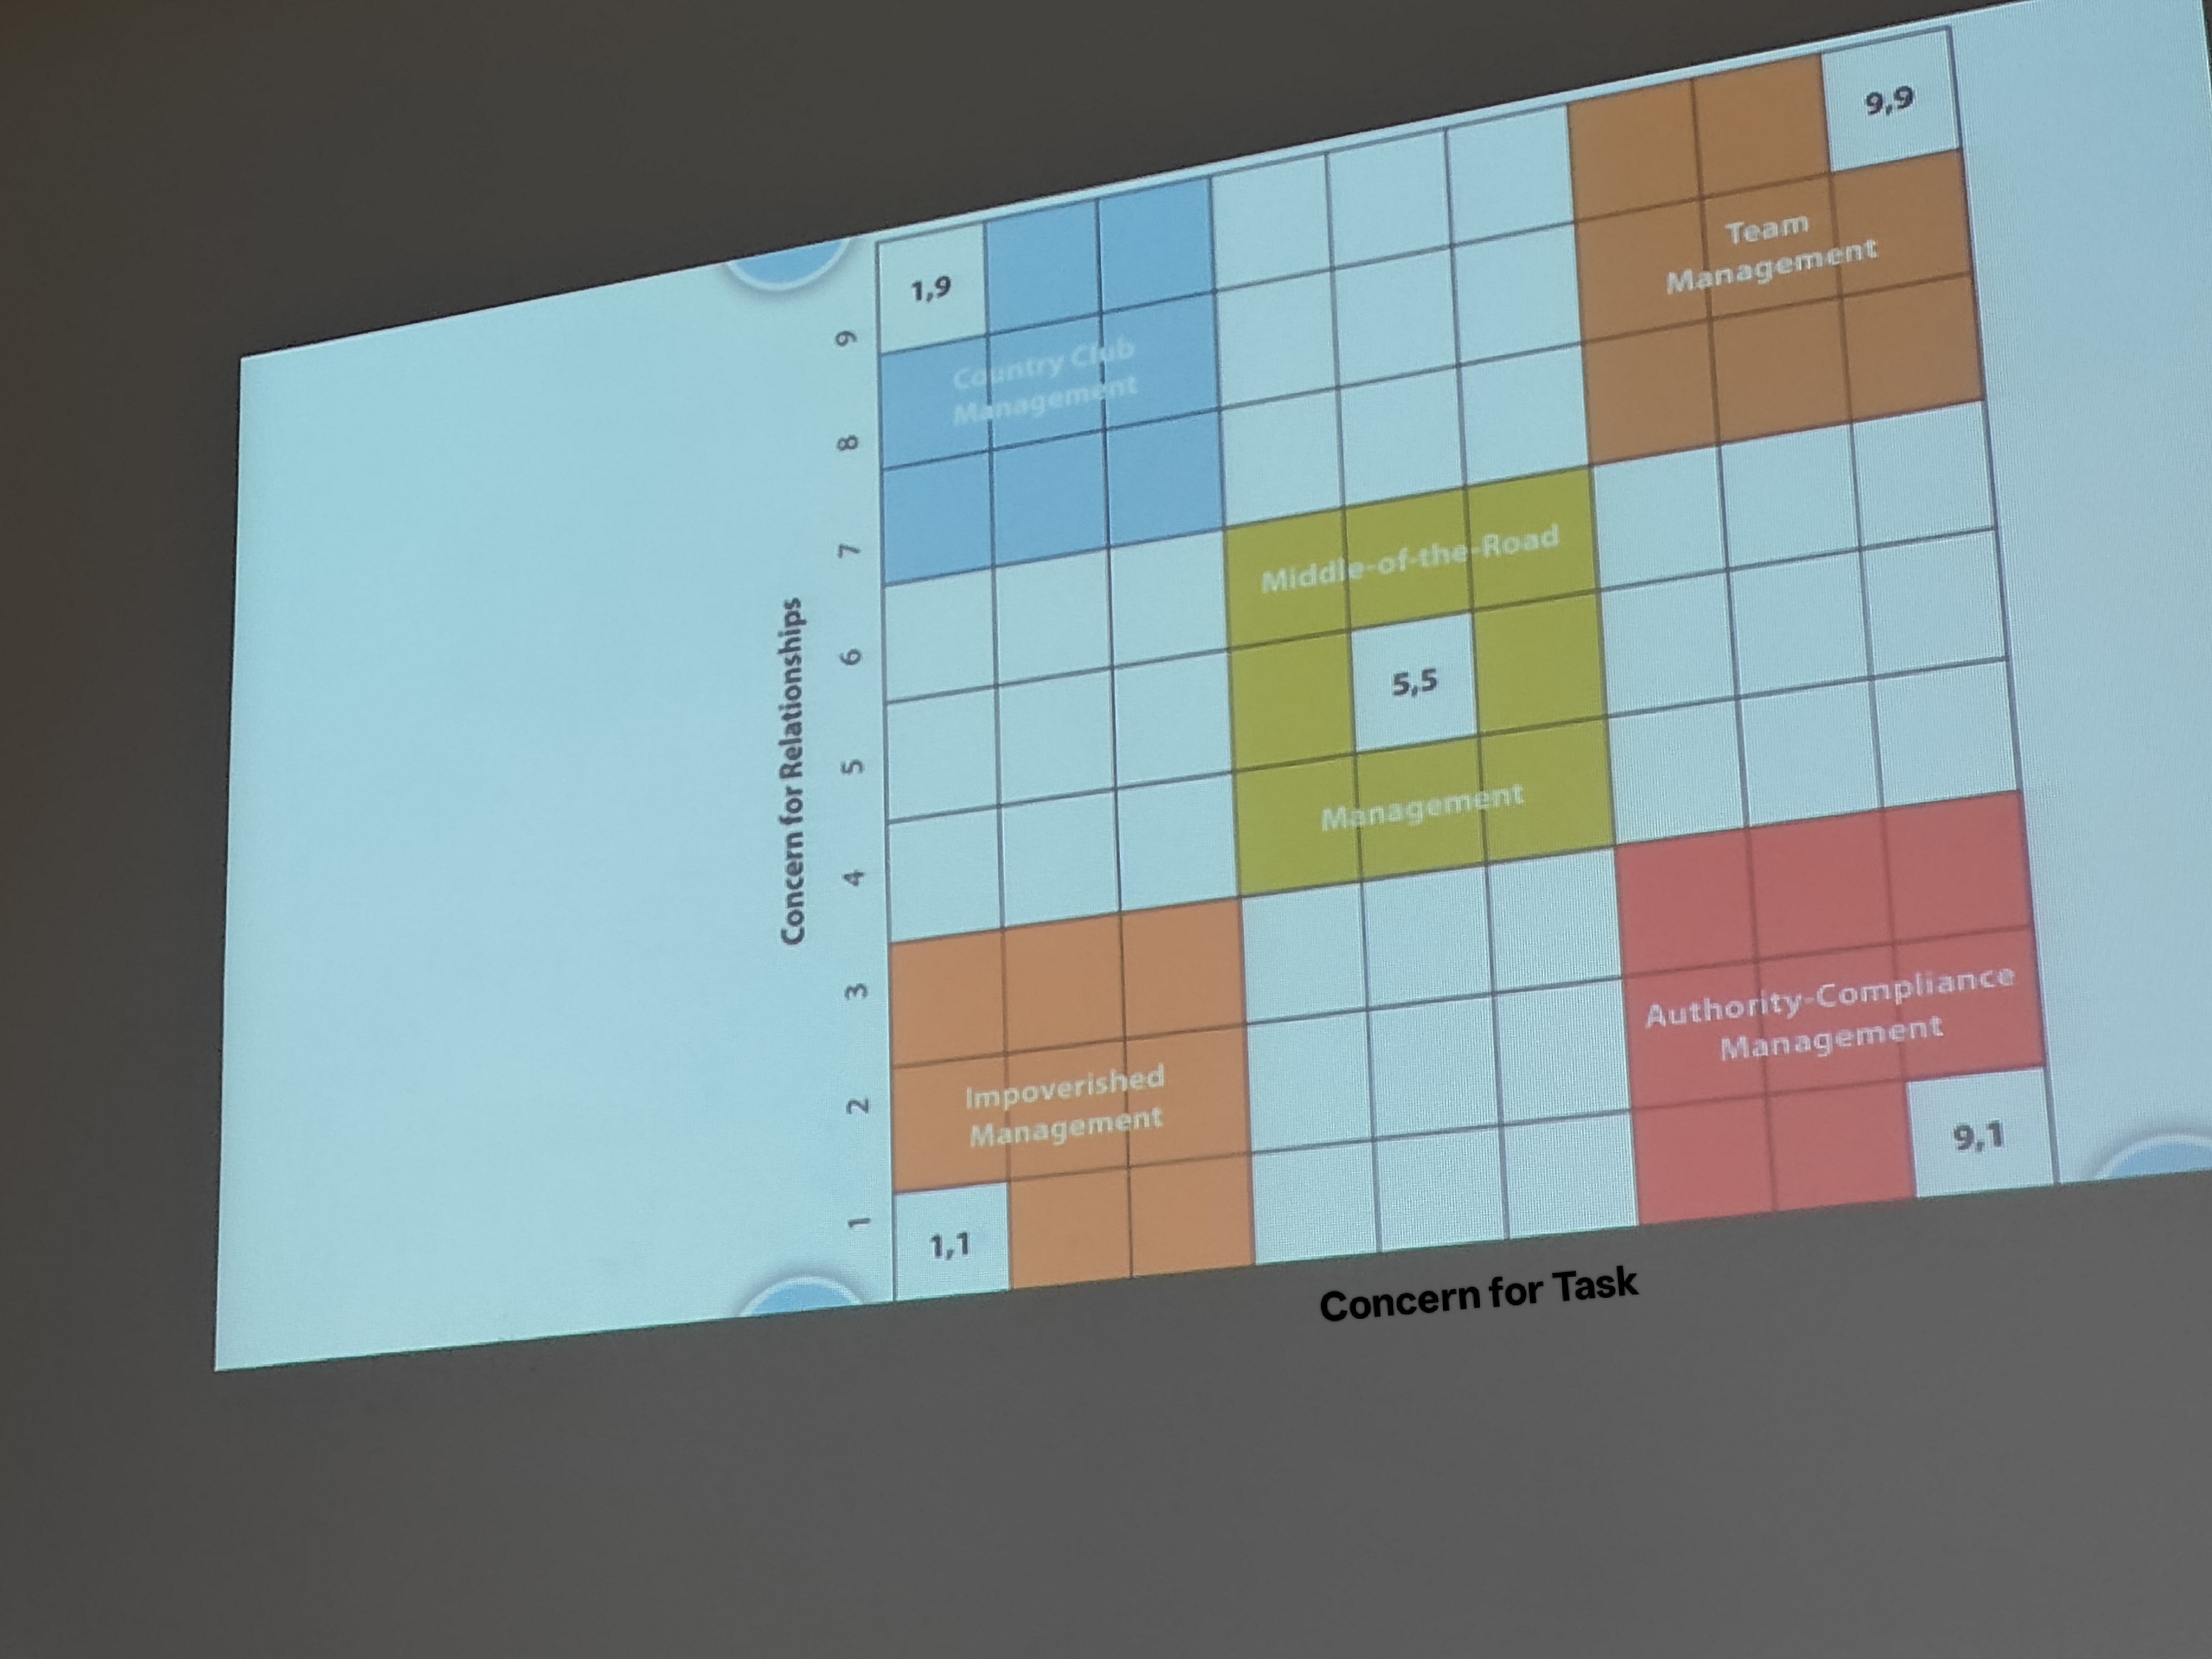 1,9
9,9
Team
Management
Country Club
Management
Middle-of-the-Road
5,5
Management
Authority-Compliance
Management
Impoverished
Management
1,1
9,1
Concern for Relationships
9
8
7
6
5
4
3
2
1
Concern for Task